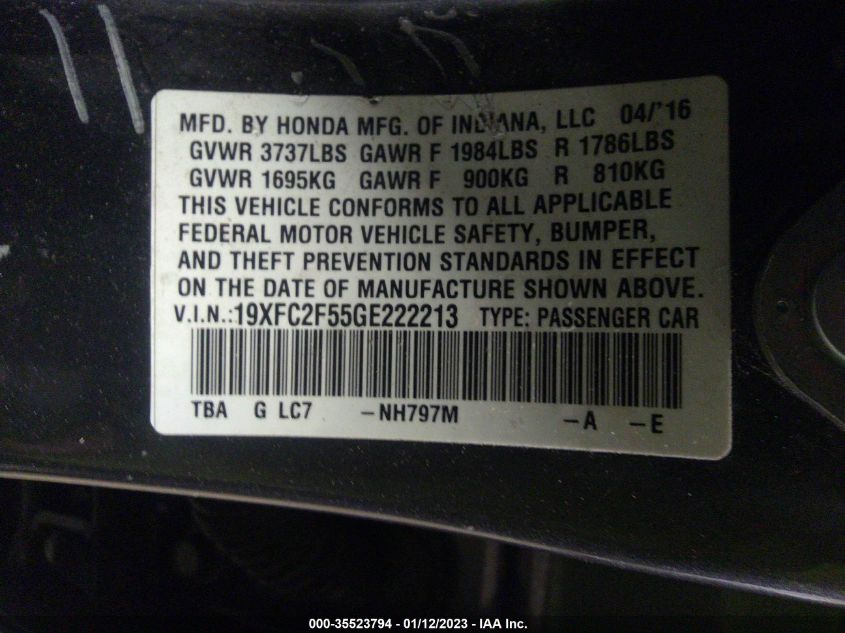 MFD. BY HONDA MFG. OF INDIANA, LLC 04/'16
GVWR 3737LBS GAWR F 1984LBS R 1786LBS
GVWR 1695KG GAWR F 900KG R 810KG
THIS VEHICLE CONFORMS TO ALL APPLICABLE
FEDERAL MOTOR VEHICLE SAFETY, BUMPER,
AND THEFT PREVENTION STANDARDS IN EFFECT
ON THE DATE OF MANUFACTURE SHOWN ABOVE.
V.I.N.:19XFC2F55GE222213 TYPE: PASSENGER CAR
TBA G LC7 -NH797M -A -E
000-35523794 - 01/12/2023 - IAA Inc.